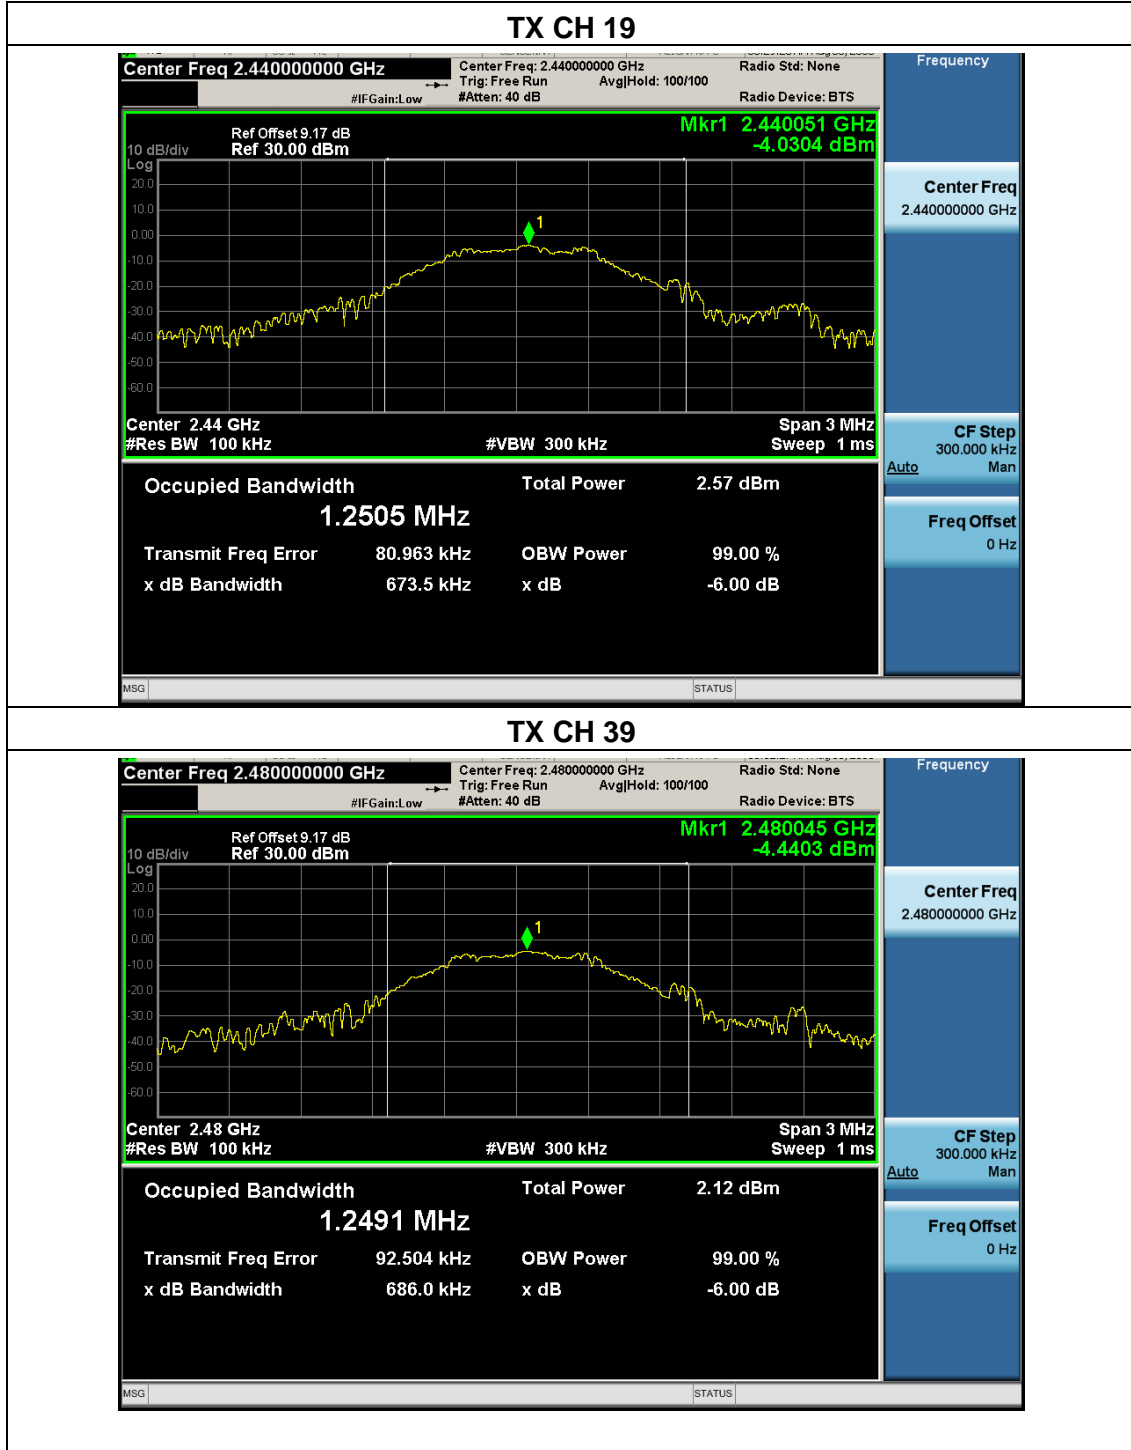 TX CH 19
Center Freq 2.440000000 GHz
Center Freq: 2.440000000 GHz
Radio Std: None
Trig: Free Run Avg|Hold: 100/100
#IFGain:Low #Atten: 40 dB Radio Device: BTS
Frequency
Mkr1 2.440051 GHz
-4.0304 dBm
Ref Offset 9.17 dB
10 dB/div Ref 30.00 dBm
Log
20.0
10.0
0.00
-10.0
-20.0
-30.0
-40.0
-50.0
-60.0
1
Center 2.44 GHz Span 3 MHz
#Res BW 100 kHz #VBW 300 kHz Sweep 1 ms
Occupied Bandwidth Total Power 2.57 dBm
1.2505 MHz
Transmit Freq Error 80.963 kHz OBW Power 99.00 %
x dB Bandwidth 673.5 kHz x dB -6.00 dB
Center Freq
2.440000000 GHz
CF Step
300.000 kHz
Auto Man
Freq Offset
0 Hz
MSG STATUS
TX CH 39
Center Freq 2.480000000 GHz
Center Freq: 2.480000000 GHz
Radio Std: None
Trig: Free Run Avg|Hold: 100/100
#IFGain:Low #Atten: 40 dB Radio Device: BTS
Frequency
Mkr1 2.480045 GHz
-4.4403 dBm
Ref Offset 9.17 dB
10 dB/div Ref 30.00 dBm
Log
20.0
10.0
0.00
-10.0
-20.0
-30.0
-40.0
-50.0
-60.0
1
Center 2.48 GHz Span 3 MHz
#Res BW 100 kHz #VBW 300 kHz Sweep 1 ms
Occupied Bandwidth Total Power 2.12 dBm
1.2491 MHz
Transmit Freq Error 92.504 kHz OBW Power 99.00 %
x dB Bandwidth 686.0 kHz x dB -6.00 dB
Center Freq
2.480000000 GHz
CF Step
300.000 kHz
Auto Man
Freq Offset
0 Hz
MSG STATUS